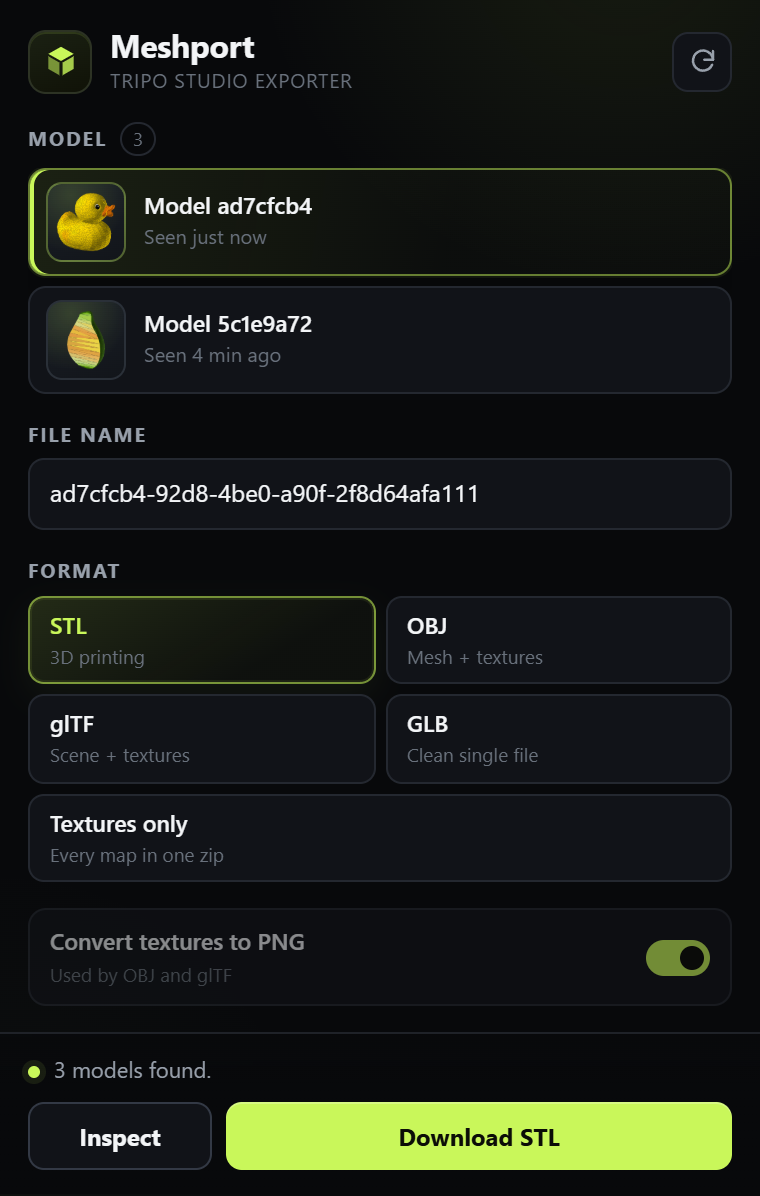 Meshport
TRIPO STUDIO EXPORTER
MODEL 3
Model ad7cfcb4
Seen just now
Model 5c1e9a72
Seen 4 min ago
FILE NAME
ad7cfcb4-92d8-4be0-a90f-2f8d64afa111
FORMAT
STL
3D printing
OBJ
Mesh + textures
glTF
Scene + textures
GLB
Clean single file
Textures only
Every map in one zip
Convert textures to PNG
Used by OBJ and glTF
3 models found.
Inspect
Download STL